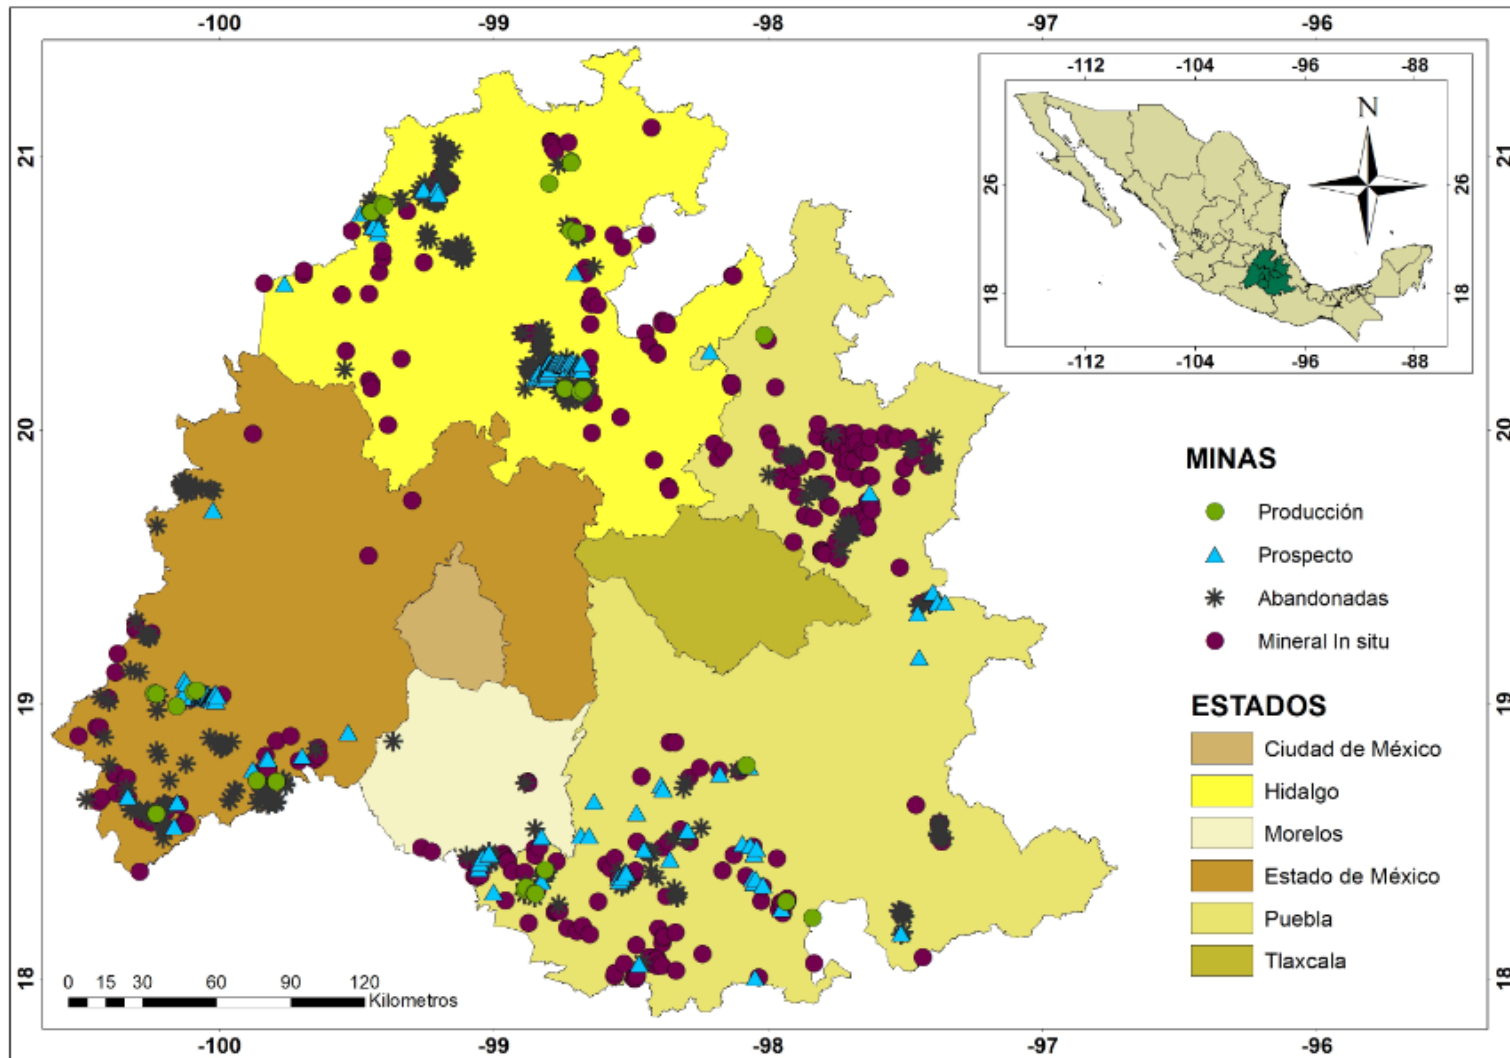 -100 -99 -98 -97 -96
-112 -104 -96 -88
N
26 26
18 18
-112 -104 -96 -88
21 21
20 20
19 19
18 18
MINAS
Producción
Prospecto
Abandonadas
Mineral In situ
ESTADOS
Ciudad de México
Hidalgo
Morelos
Estado de México
Puebla
Tlaxcala
0 15 30 60 90 120
Kilometros
-100 -99 -98 -97 -96